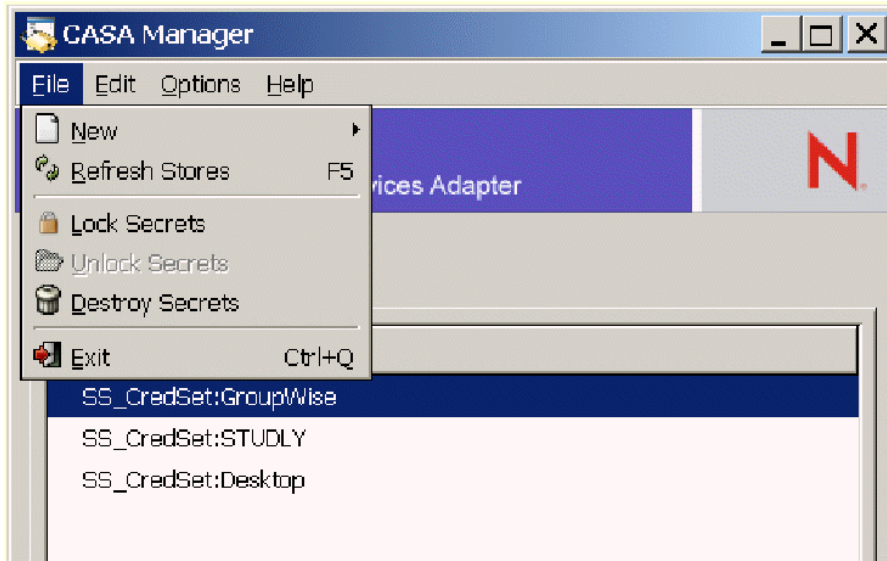 CASA Manager
File Edit Options Help
New
Refresh Stores F5
vices Adapter
N
Lock Secrets
Unlock Secrets
Destroy Secrets
Exit Ctrl+Q
SS_CredSet:GroupWise
SS_CredSet:STUDLY
SS_CredSet:Desktop